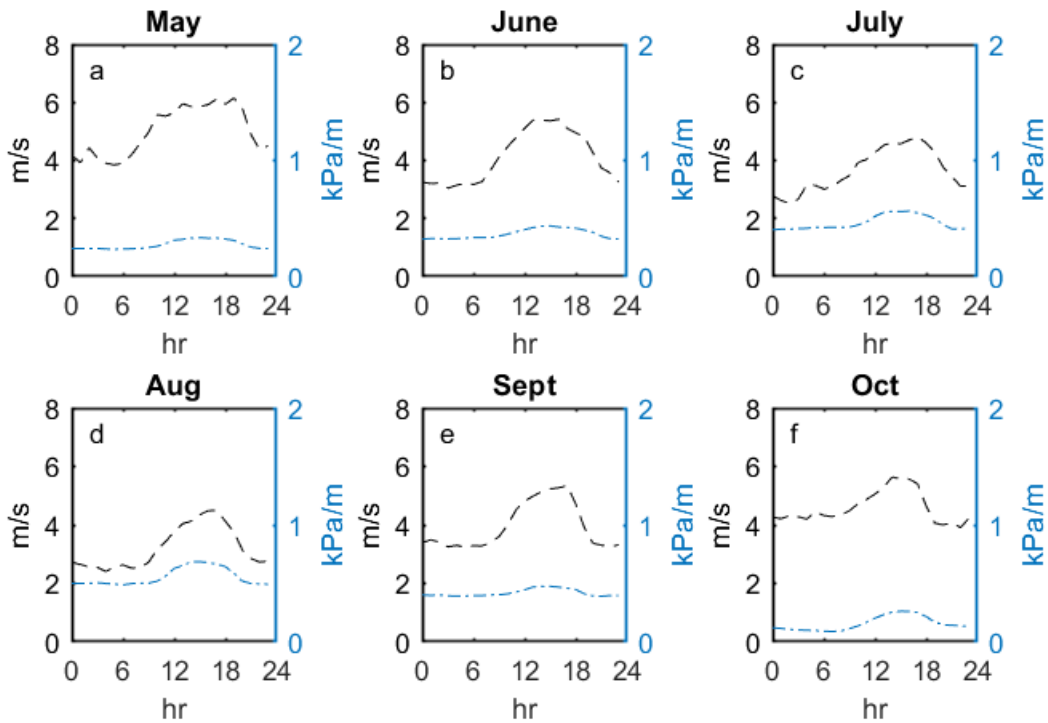 May June July
8 2 8 2 8 2
a b c
6 6 6
m/s 4 1 kPa/m m/s 4 1 kPa/m m/s 4 1 kPa/m
2 2 2
0 0 0 0 0 0
0 6 12 18 24 0 6 12 18 24 0 6 12 18 24
hr hr hr
Aug Sept Oct
8 2 8 2 8 2
d e f
6 6 6
m/s 4 1 kPa/m m/s 4 1 kPa/m m/s 4 1 kPa/m
2 2 2
0 0 0 0 0 0
0 6 12 18 24 0 6 12 18 24 0 6 12 18 24
hr hr hr